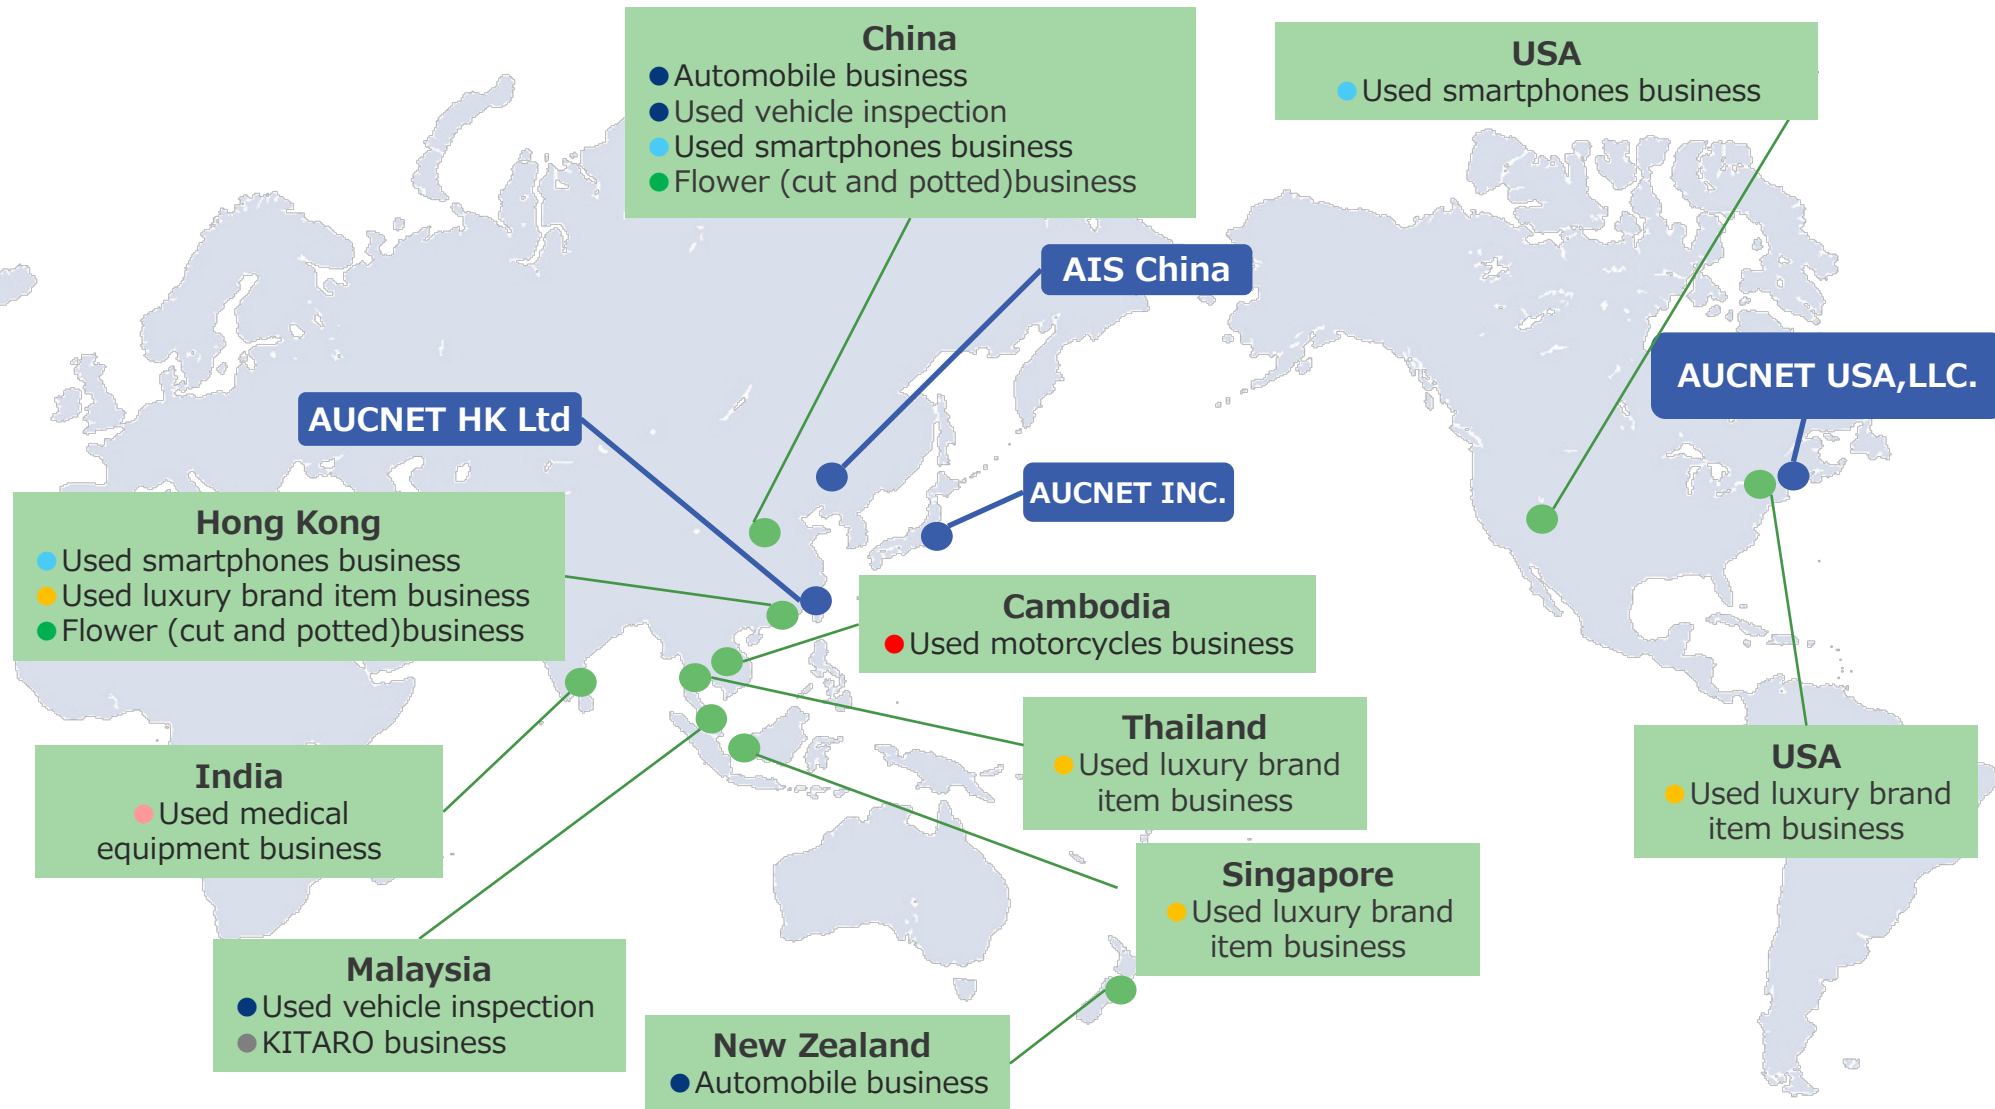 China
Automobile business
Used vehicle inspection
Used smartphones business
Flower (cut and potted)business
USA
Used smartphones business
AIS China
AUCNET USA,LLC.
AUCNET HK Ltd
AUCNET INC.
Hong Kong
Used smartphones business
Used luxury brand item business
Flower (cut and potted)business
Cambodia
Used motorcycles business
Thailand
Used luxury brand
item business
USA
Used luxury brand
item business
India
Used medical
equipment business
Singapore
Used luxury brand
item business
Malaysia
Used vehicle inspection
KITARO business
New Zealand
Automobile business